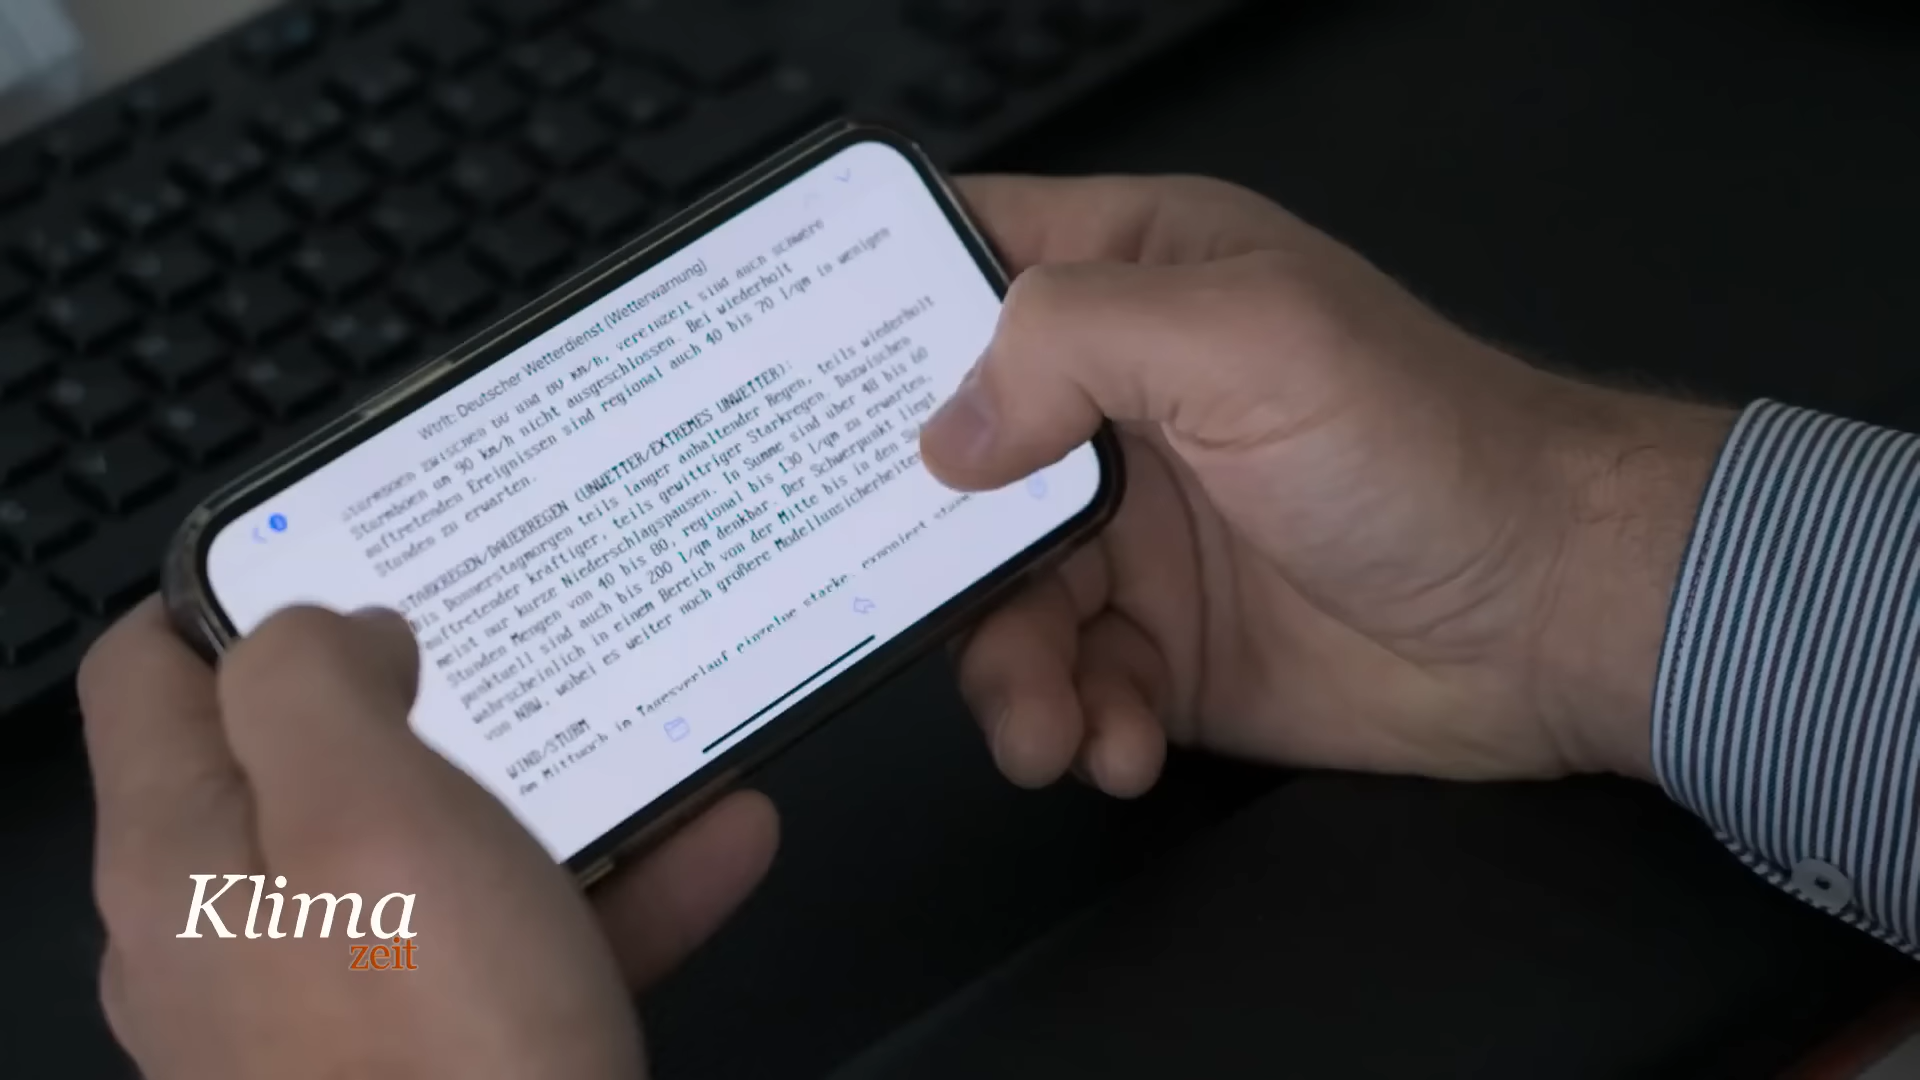 Wtrlt: Deutscher Wetterdienst (Wetterwarnung)
Sturmböen zwischen und km/h, vereinzelt sind auch schwere
Sturmböen um 90 km/h nicht ausgeschlossen. Bei wiederholt
auftretenden Ereignissen sind regional auch 40 bis 70 l/qm in wenigen
Stunden zu erwarten.
STARKREGEN/DAUERREGEN (UNWETTER/EXTREMES UNWETTER):
Bis Donnerstagmorgen teils länger anhaltender Regen, teils wiederholt
auftretender kräftiger, teils gewittriger Starkregen. Dazwischen
meist nur kurze Niederschlagspausen. In Summe sind über 48 bis 60
Stunden Mengen von 40 bis 80, regional bis 130 l/qm zu erwarten,
punktuell sind auch bis 200 l/qm denkbar. Der Schwerpunkt liegt
wahrscheinlich in einem Bereich von der Mitte bis in den
von NRW, wobei es weiter noch größere Modellunsicherheiten
WIND/STURM
Am Mittwoch im Tagesverlauf einzelne starke, exponiert
Klima
zeit